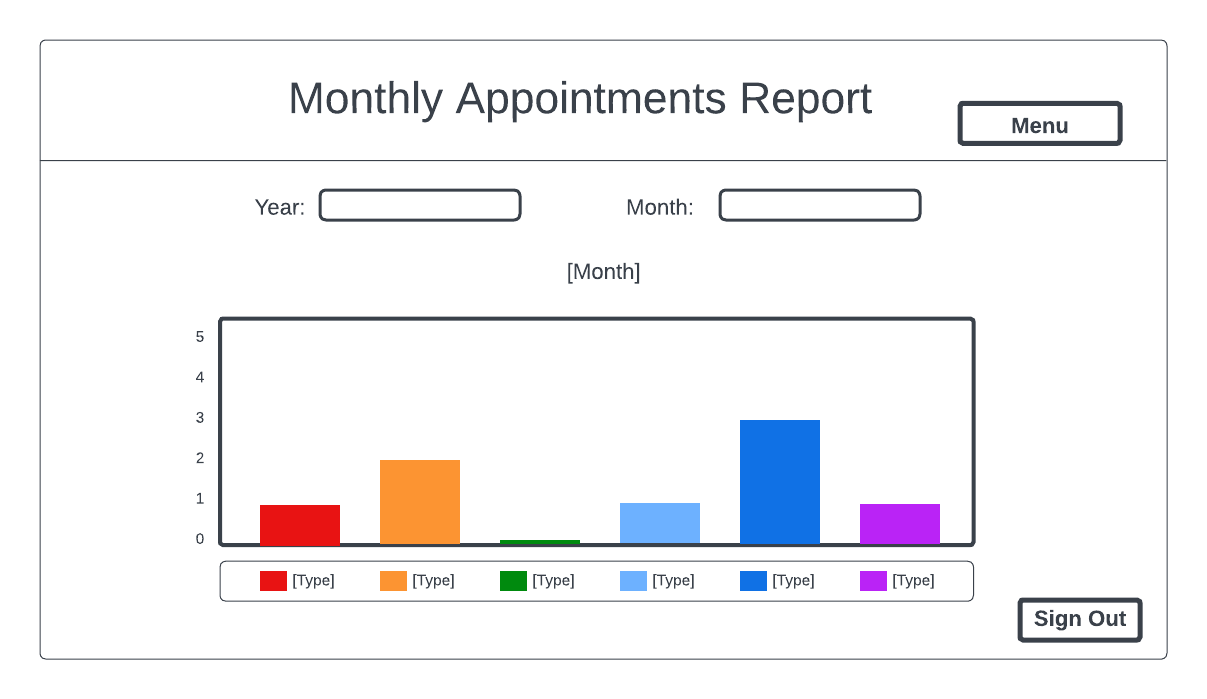 Monthly Appointments Report
Menu
Year:
Month:
[Month]
5
4
3
2
1
0
[Type] [Type] [Type] [Type] [Type] [Type]
Sign Out